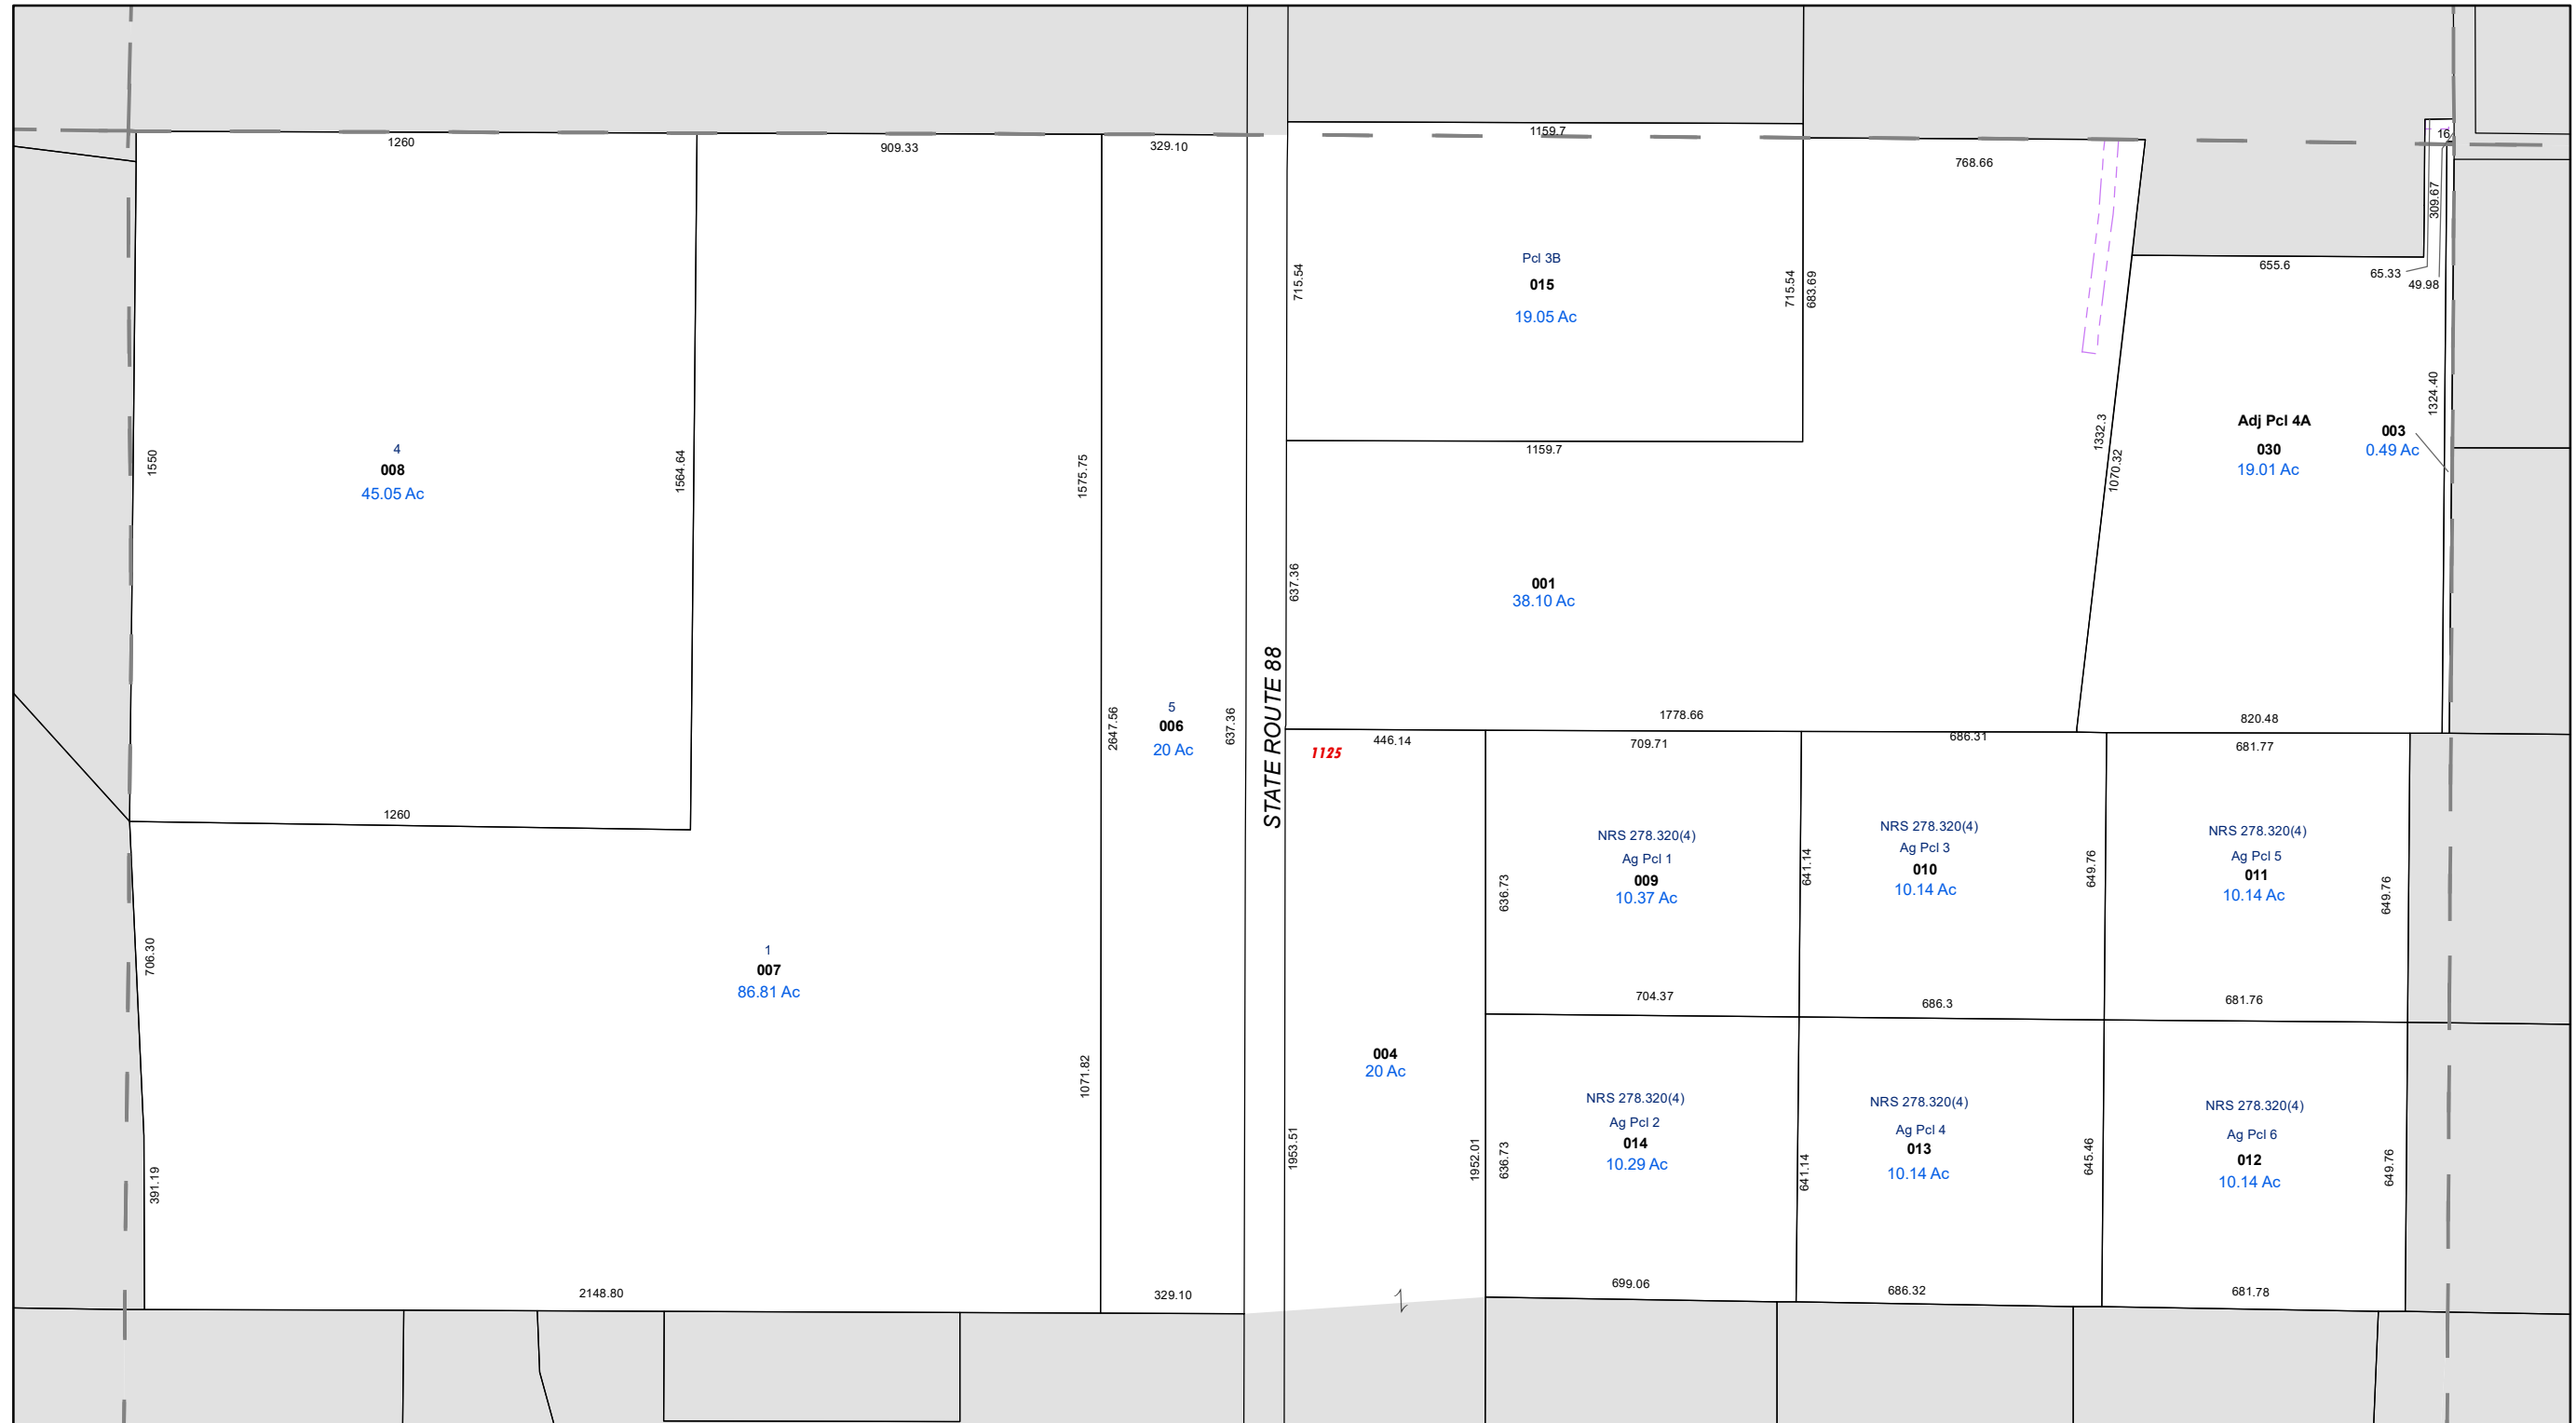 1260
909.33
329.10
1159.7
768.66
16
309.67
655.6
65.33
49.98
1550
4
008
45.05 Ac
1564.64
1575.75
715.54
Pcl 3B
015
19.05 Ac
715.54
683.69
1159.7
1332.3
1070.32
Adj Pcl 4A
030
19.01 Ac
003
0.49 Ac
1324.40
637.36
001
38.10 Ac
1778.66
820.48
2647.56
5
006
20 Ac
637.36
STATE ROUTE 88
1125
446.14
709.71
686.31
681.77
1260
706.30
1
007
86.81 Ac
391.19
1071.82
2148.80
329.10
004
20 Ac
1953.51
1952.01
636.73
NRS 278.320(4)
Ag Pcl 1
009
10.37 Ac
704.37
641.14
NRS 278.320(4)
Ag Pcl 3
010
10.14 Ac
686.3
649.76
NRS 278.320(4)
Ag Pcl 5
011
10.14 Ac
681.76
649.76
636.73
NRS 278.320(4)
Ag Pcl 2
014
10.29 Ac
699.06
641.14
NRS 278.320(4)
Ag Pcl 4
013
10.14 Ac
686.32
645.46
NRS 278.320(4)
Ag Pcl 6
012
10.14 Ac
681.78
649.76